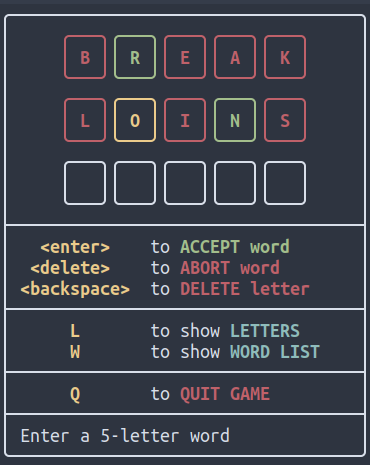 B R E A K
L O I N S
<enter> to ACCEPT word
<delete> to ABORT word
<backspace> to DELETE letter
L to show LETTERS
W to show WORD LIST
Q to QUIT GAME
Enter a 5-letter word